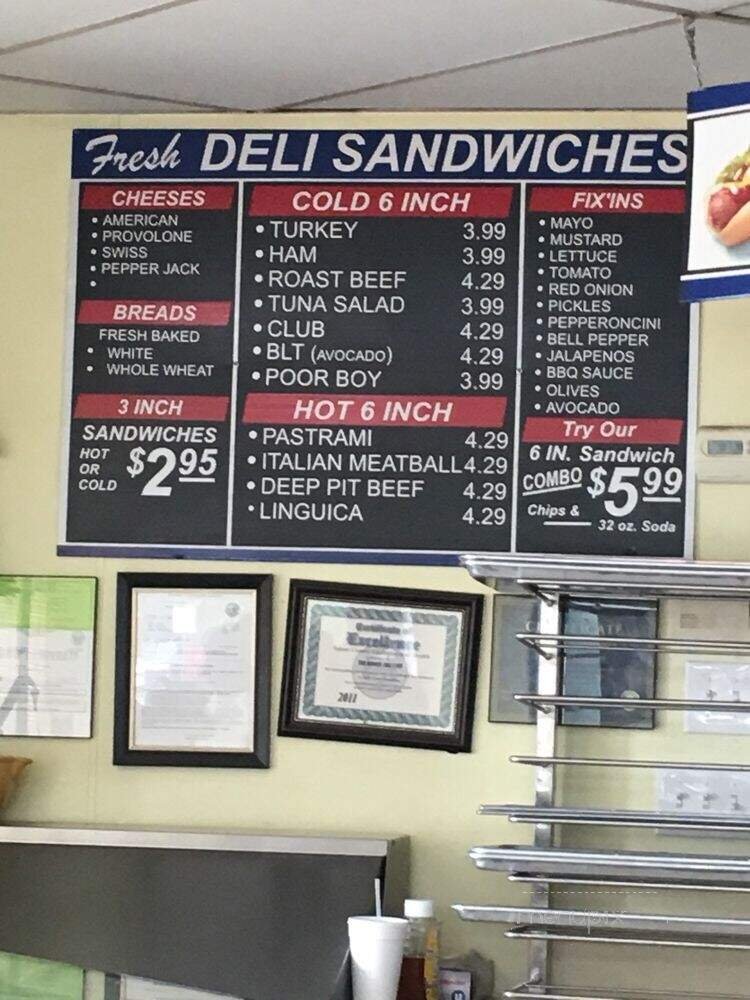 Fresh DELI SANDWICHES
CHEESES
• AMERICAN
• PROVOLONE
• SWISS
• PEPPER JACK
•
BREADS
FRESH BAKED
• WHITE
• WHOLE WHEAT
3 INCH
SANDWICHES
HOT OR COLD $2.95
COLD 6 INCH
• TURKEY 3.99
• HAM 3.99
• ROAST BEEF 4.29
• TUNA SALAD 3.99
• CLUB 4.29
• BLT (AVOCADO) 4.29
• POOR BOY 3.99
HOT 6 INCH
• PASTRAMI 4.29
• ITALIAN MEATBALL 4.29
• DEEP PIT BEEF 4.29
• LINGUICA 4.29
FIX'INS
• MAYO
• MUSTARD
• LETTUCE
• TOMATO
• RED ONION
• PICKLES
• PEPPERONCINI
• BELL PEPPER
• JALAPENOS
• BBQ SAUCE
• OLIVES
• AVOCADO
Try Our
6 IN. Sandwich
COMBO $5.99
Chips &
32 oz. Soda
Certificate of
Excellence
2011